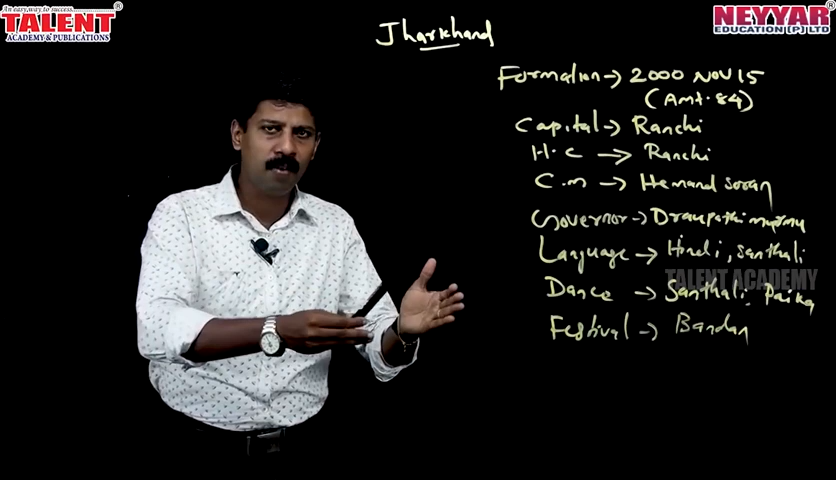 An easy way to success.....................
TALENT
ACADEMY & PUBLICATIONS
NEYYAR
EDUCATION (P) LTD
Jharkhand
Formation → 2000 NOV 15
(Amt. 84)
Capital → Ranchi
H.C → Ranchi
C.M → Hemand soran
Governor → Draupathi murmu
Language → Hindi, santhali
TALENT ACADEMY
Dance → Santhali, Paika
Festival → Bandan